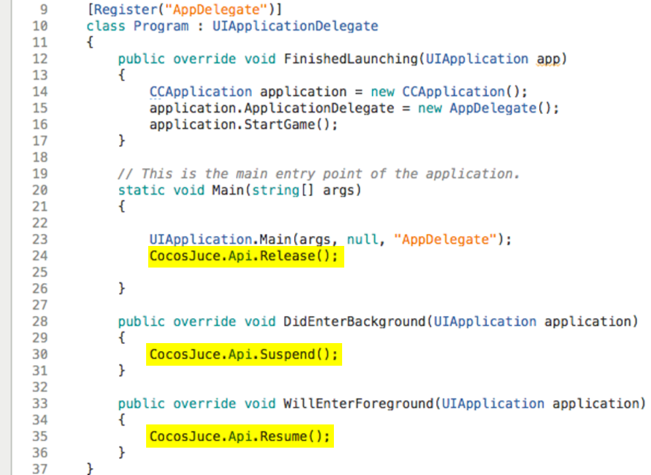 9 [Register("AppDelegate")]
10 class Program : UIApplicationDelegate
11 {
12 public override void FinishedLaunching(UIApplication app)
13 {
14 CCApplication application = new CCApplication();
15 application.ApplicationDelegate = new AppDelegate();
16 application.StartGame();
17 }
18
19 // This is the main entry point of the application.
20 static void Main(string[] args)
21 {
22
23 UIApplication.Main(args, null, "AppDelegate");
24 CocosJuce.Api.Release();
25
26 }
27
28 public override void DidEnterBackground(UIApplication application)
29 {
30 CocosJuce.Api.Suspend();
31 }
32
33 public override void WillEnterForeground(UIApplication application)
34 {
35 CocosJuce.Api.Resume();
36 }
37 }